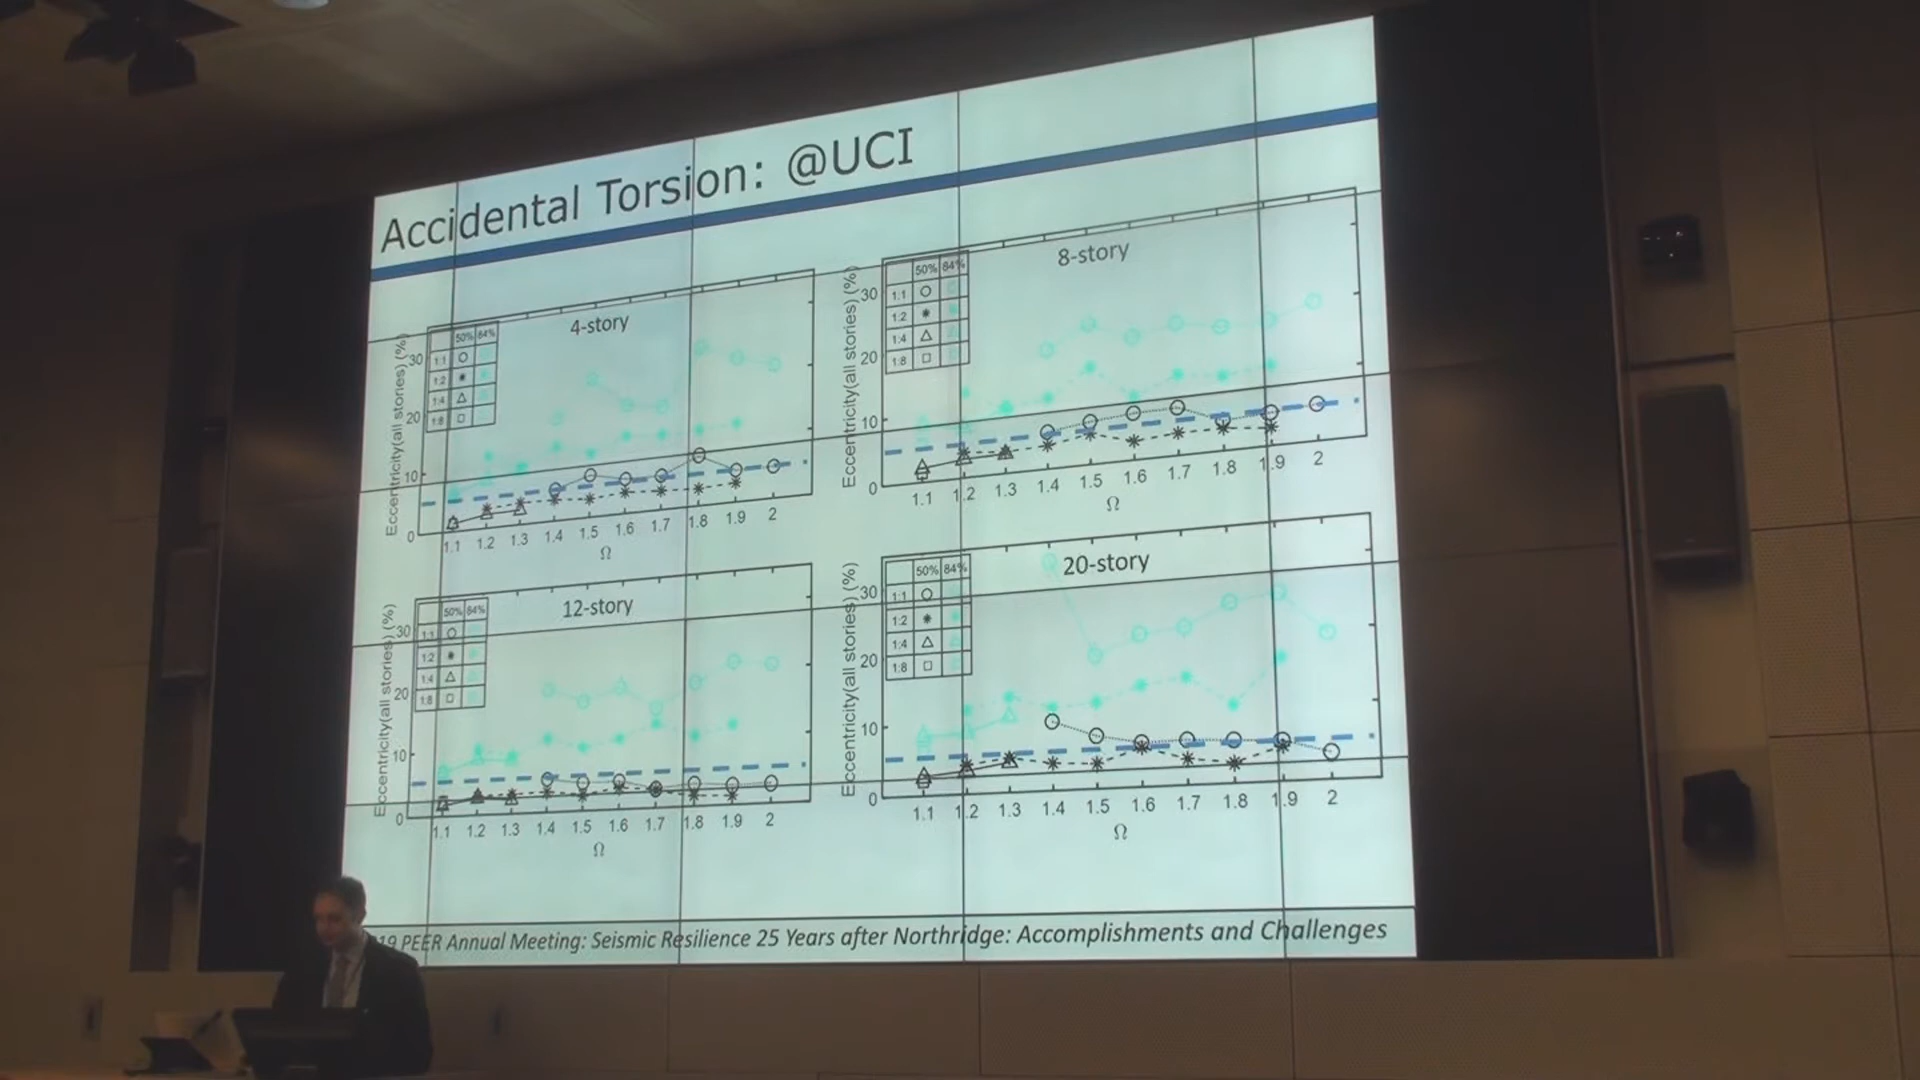 Accidental Torsion: @UCI
4-story
Eccentricity(all stories) (%)
50% 84%
1:1
1:2
1:4
1:8
30
20
10
0
1.1 1.2 1.3 1.4 1.5 1.6 1.7 1.8 1.9 2
Ω
8-story
Eccentricity(all stories) (%)
50% 84%
1:1
1:2
1:4
1:8
30
20
10
0
1.1 1.2 1.3 1.4 1.5 1.6 1.7 1.8 1.9 2
Ω
12-story
Eccentricity(all stories) (%)
50% 84%
1:1
1:2
1:4
1:8
30
20
10
0
1.1 1.2 1.3 1.4 1.5 1.6 1.7 1.8 1.9 2
Ω
20-story
Eccentricity(all stories) (%)
50% 84%
1:1
1:2
1:4
1:8
30
20
10
0
1.1 1.2 1.3 1.4 1.5 1.6 1.7 1.8 1.9 2
Ω
19 PEER Annual Meeting: Seismic Resilience 25 Years after Northridge: Accomplishments and Challenges